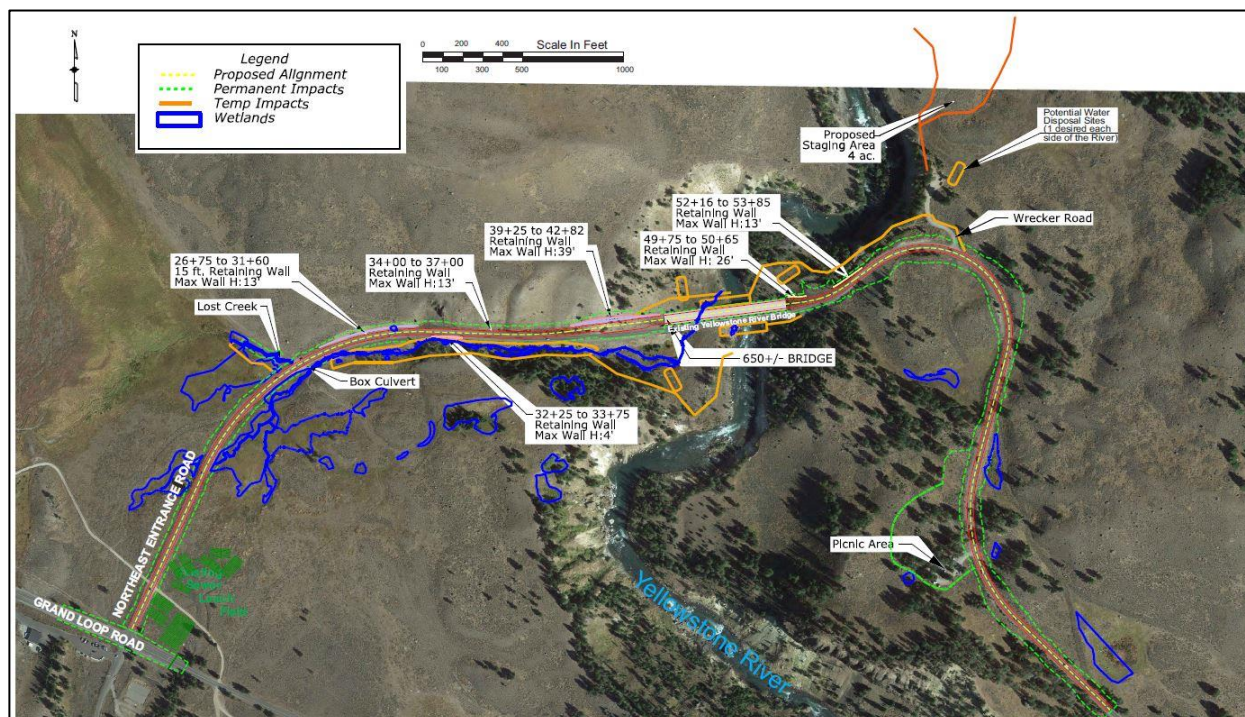 N
Legend
Proposed Alignment
Permanent Impacts
Temp Impacts
Wetlands
0 200 400 600
Scale In Feet
100 300 500 1000
Proposed
Staging Area
4 ac.
Potential Water
Disposal Sites
(1 desired each
side of the River)
Wrecker Road
52+16 to 53+85
Retaining Wall
Max Wall H:13'
49+75 to 50+65
Retaining Wall
Max Wall H: 26'
39+25 to 42+82
Retaining Wall
Max Wall H:39'
34+00 to 37+00
Retaining Wall
Max Wall H:13'
26+75 to 31+60
15 ft. Retaining Wall
Max Wall H:13'
Lost Creek
Existing Yellowstone River Bridge
650+/- BRIDGE
Box Culvert
32+25 to 33+75
Retaining Wall
Max Wall H:4'
NORTHEAST ENTRANCE ROAD
Picnic Area
Field
GRAND LOOP ROAD
Yellowstone River